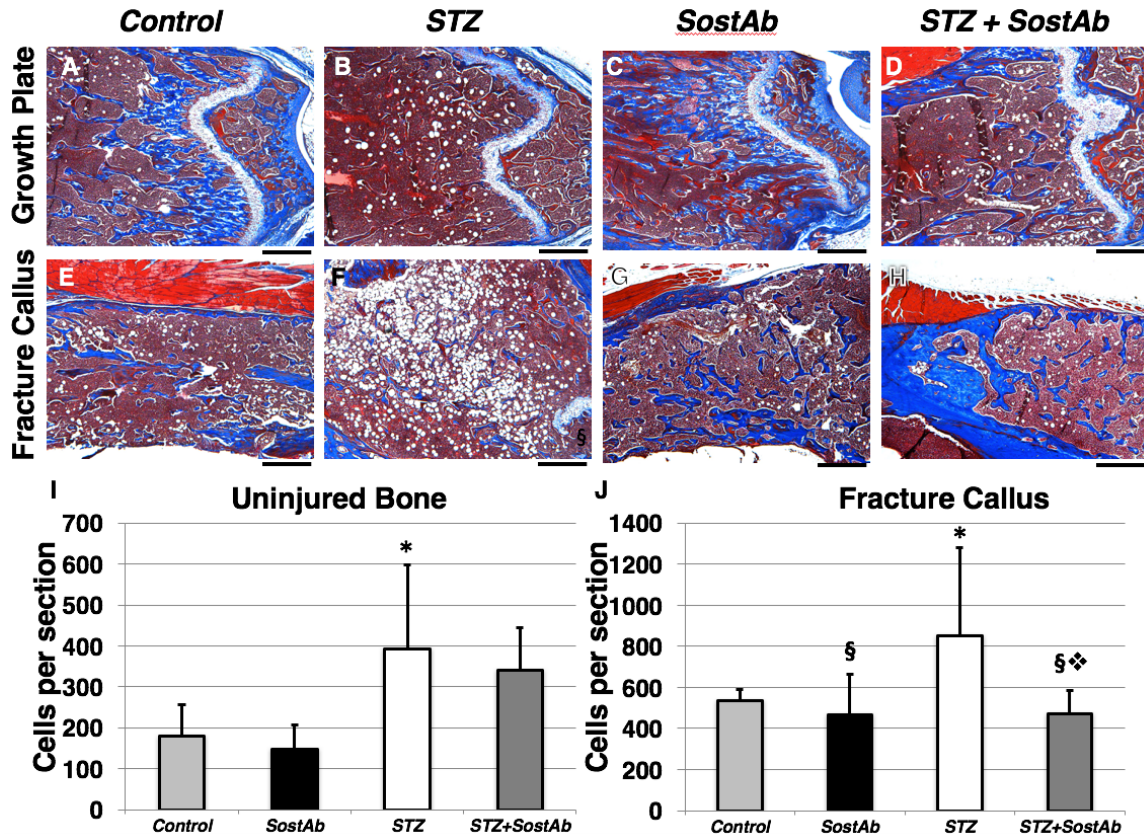 Control STZ SostAb STZ + SostAb
Growth Plate
A B C D
Fracture Callus
E F G H
§
I Uninjured Bone
Cells per section
700
600
500
400
300
200
100
0
*
Control SostAb STZ STZ+SostAb
J Fracture Callus
Cells per section
1400
1200
1000
800
600
400
200
0
*
§
§❖
Control SostAb STZ STZ+SostAb